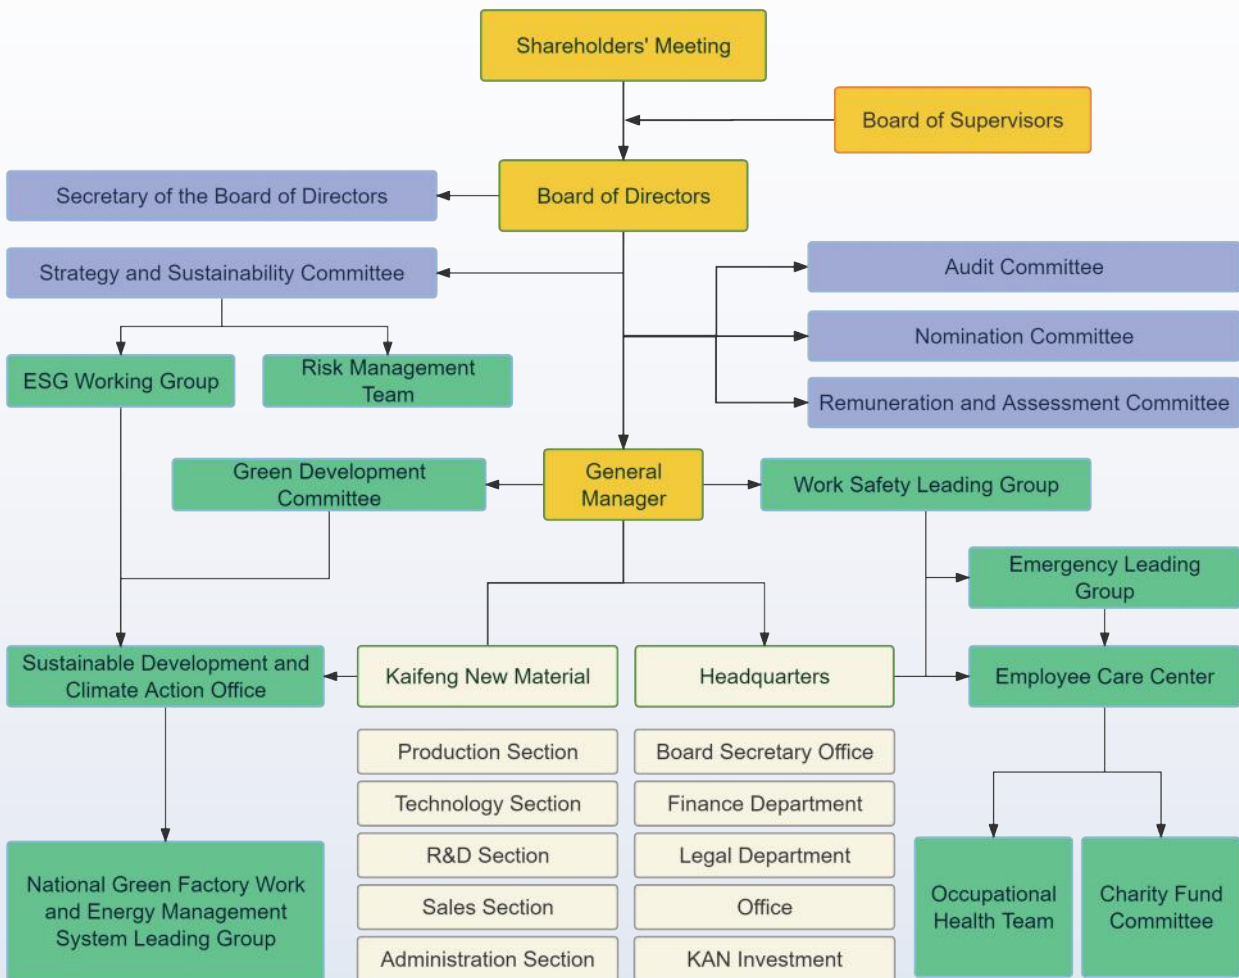 Shareholders' Meeting
Board of Supervisors
Secretary of the Board of Directors
Board of Directors
Strategy and Sustainability Committee
Audit Committee
Nomination Committee
Remuneration and Assessment Committee
ESG Working Group
Risk Management
Team
Green Development
Committee
General
Manager
Work Safety Leading Group
Emergency Leading
Group
Sustainable Development and
Climate Action Office
Kaifeng New Material
Headquarters
Employee Care Center
Production Section
Board Secretary Office
Technology Section
Finance Department
R&D Section
Legal Department
Sales Section
Office
Administration Section
KAN Investment
National Green Factory Work
and Energy Management
System Leading Group
Occupational
Health Team
Charity Fund
Committee